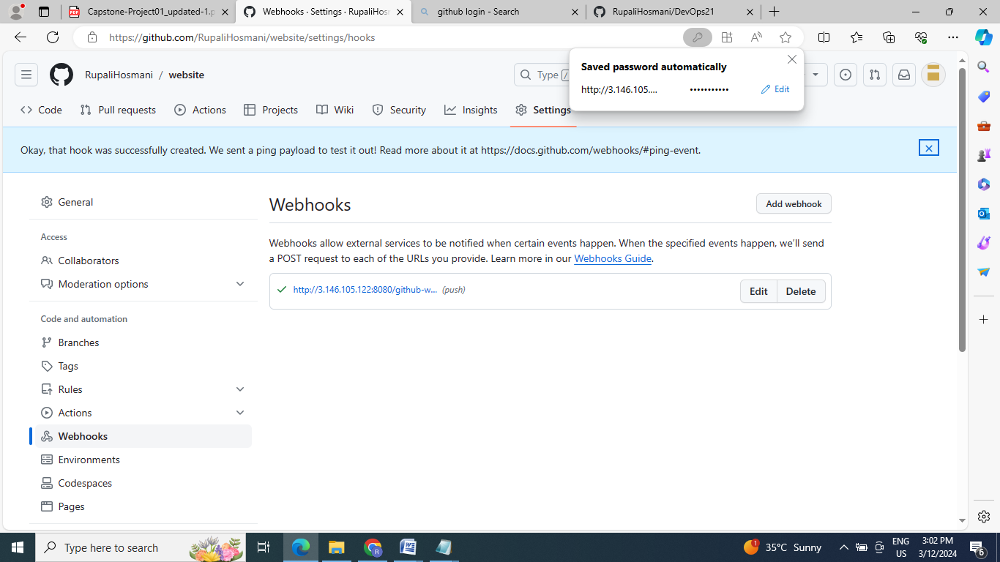 Capstone-Project01_updated-1.p
Webhooks · Settings · RupaliHosm
github login - Search
RupaliHosmani/DevOps21
https://github.com/RupaliHosmani/website/settings/hooks
Saved password automatically
http://3.146.105.... ••••••••••• Edit
RupaliHosmani / website
Type /
Code
Pull requests
Actions
Projects
Wiki
Security
Insights
Settings
Okay, that hook was successfully created. We sent a ping payload to test it out! Read more about it at https://docs.github.com/webhooks/#ping-event.
General
Access
Collaborators
Moderation options
Code and automation
Branches
Tags
Rules
Actions
Webhooks
Environments
Codespaces
Pages
Webhooks
Add webhook
Webhooks allow external services to be notified when certain events happen. When the specified events happen, we’ll send
a POST request to each of the URLs you provide. Learn more in our Webhooks Guide.
http://3.146.105.122:8080/github-w... (push)
Edit
Delete
Type here to search
35°C Sunny
ENG
US
3:02 PM
3/12/2024
1
6